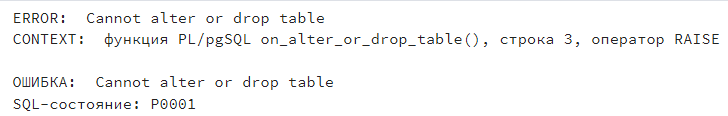 ERROR:  Cannot alter or drop table
CONTEXT:  функция PL/pgSQL on_alter_or_drop_table(), строка 3, оператор RAISE
ОШИБКА:  Cannot alter or drop table
SQL-состояние: P0001